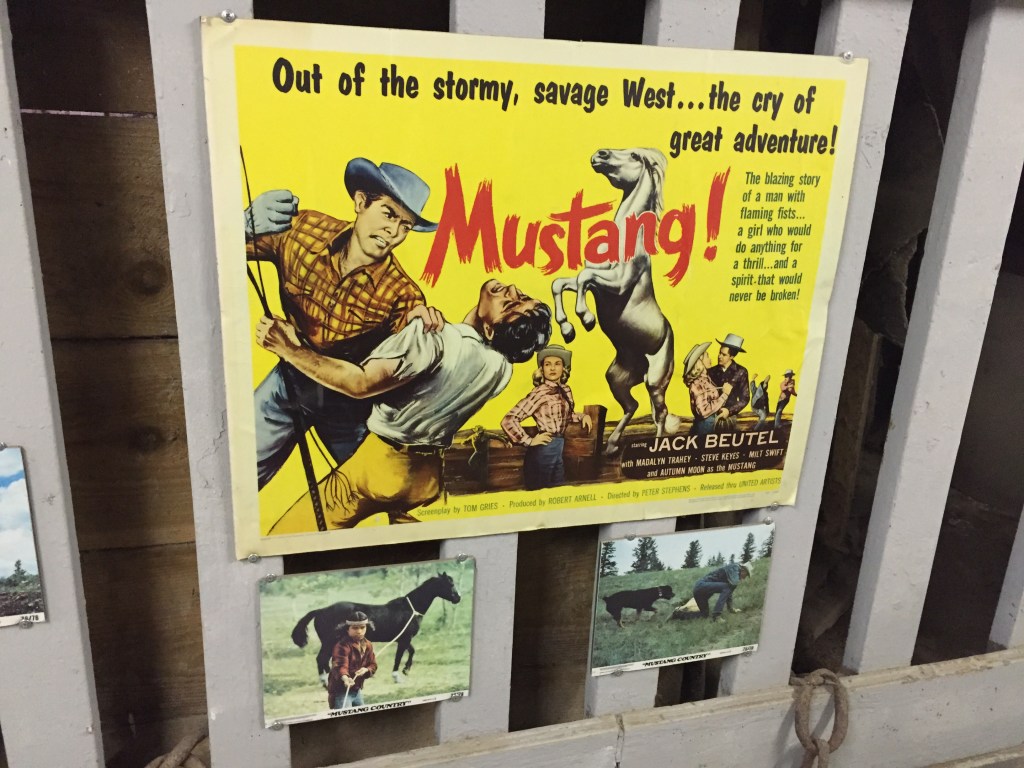 Out of the stormy, savage West...the cry of
great adventure!
Mustang!
The blazing story
of a man with
flaming fists...
a girl who would
do anything for
a thrill...and a
spirit that would
never be broken!
starring JACK BEUTEL
with MADALYN TRAHEY - STEVE KEYES - MILT SWIFT
and AUTUMN MOON as the MUSTANG
Screenplay by TOM GRIES - Produced by ROBERT ARNELL - Directed by PETER STEPHENS - Released thru UNITED ARTISTS
"MUSTANG COUNTRY"
"MUSTANG COUNTRY"